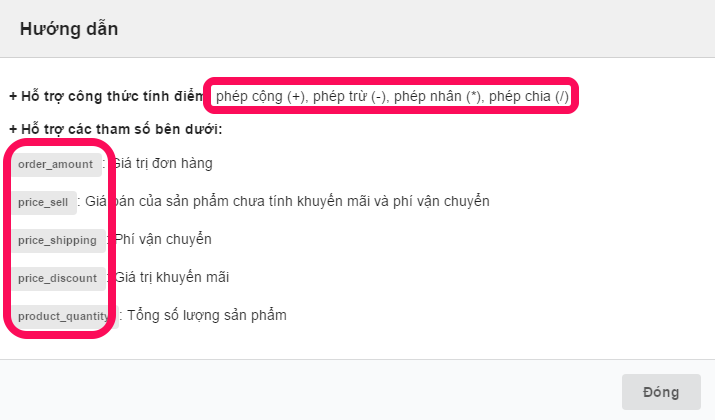 Hướng dẫn
+ Hỗ trợ công thức tính điểm phép cộng (+), phép trừ (-), phép nhân (*), phép chia (/)
+ Hỗ trợ các tham số bên dưới:
order_amount : Giá trị đơn hàng
price_sell : Giá bán của sản phẩm chưa tính khuyến mãi và phí vận chuyển
price_shipping : Phí vận chuyển
price_discount : Giá trị khuyến mãi
product_quantity : Tổng số lượng sản phẩm
Đóng